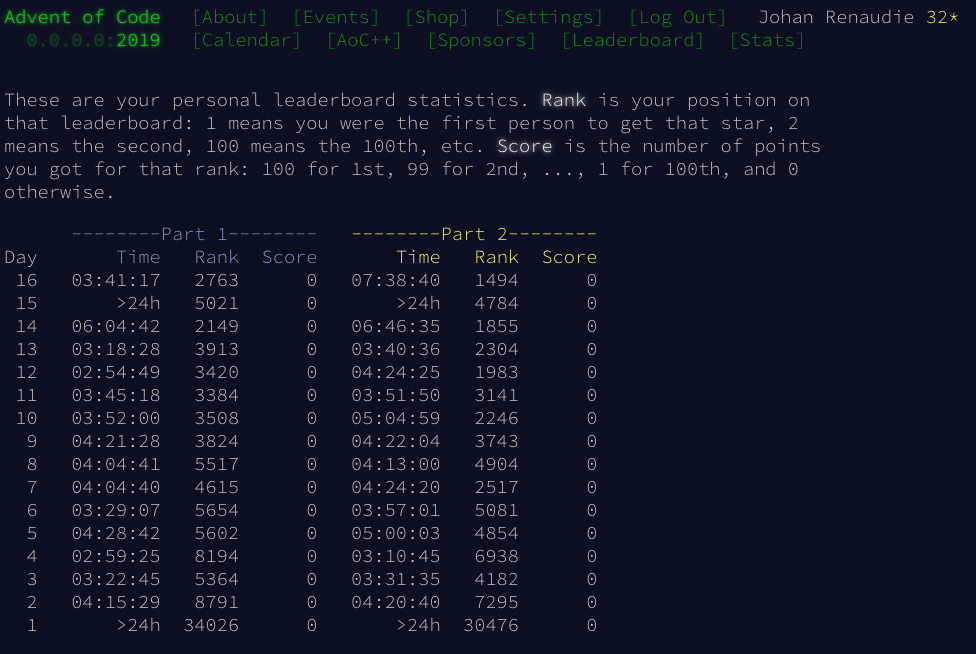 Advent of Code [About] [Events] [Shop] [Settings] [Log Out] Johan Renaudie 32*
0.0.0.0:2019 [Calendar] [AoC++] [Sponsors] [Leaderboard] [Stats]
These are your personal leaderboard statistics. Rank is your position on
that leaderboard: 1 means you were the first person to get that star, 2
means the second, 100 means the 100th, etc. Score is the number of points
you got for that rank: 100 for 1st, 99 for 2nd, ..., 1 for 100th, and 0
otherwise.
--------Part 1-------- --------Part 2--------
Day Time Rank Score Time Rank Score
16 03:41:17 2763 0 07:38:40 1494 0
15 >24h 5021 0 >24h 4784 0
14 06:04:42 2149 0 06:46:35 1855 0
13 03:18:28 3913 0 03:40:36 2304 0
12 02:54:49 3420 0 04:24:25 1983 0
11 03:45:18 3384 0 03:51:50 3141 0
10 03:52:00 3508 0 05:04:59 2246 0
9 04:21:28 3824 0 04:22:04 3743 0
8 04:04:41 5517 0 04:13:00 4904 0
7 04:04:40 4615 0 04:24:20 2517 0
6 03:29:07 5654 0 03:57:01 5081 0
5 04:28:42 5602 0 05:00:03 4854 0
4 02:59:25 8194 0 03:10:45 6938 0
3 03:22:45 5364 0 03:31:35 4182 0
2 04:15:29 8791 0 04:20:40 7295 0
1 >24h 34026 0 >24h 30476 0